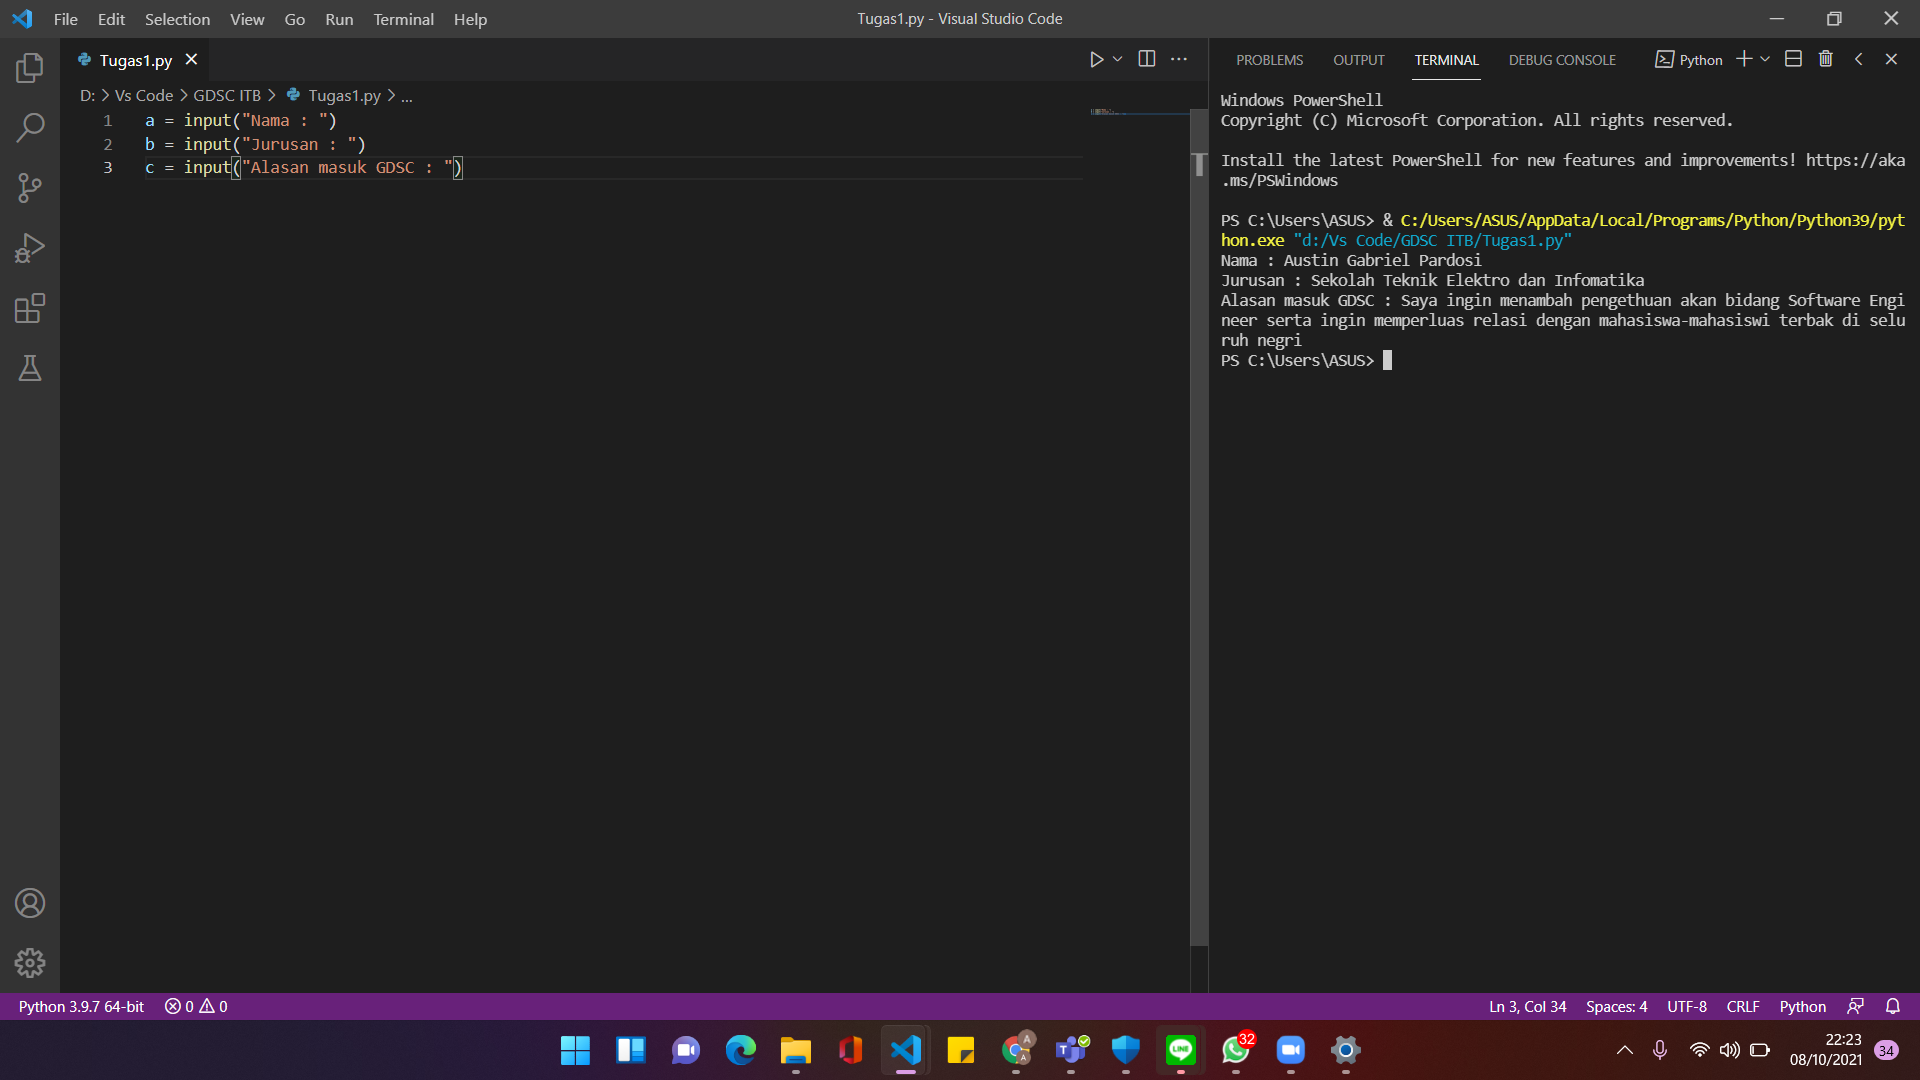 File Edit Selection View Go Run Terminal Help
Tugas1.py - Visual Studio Code
Tugas1.py
D: > Vs Code > GDSC ITB > Tugas1.py > ...
1 a = input("Nama : ")
2 b = input("Jurusan : ")
3 c = input("Alasan masuk GDSC : ")
PROBLEMS OUTPUT TERMINAL DEBUG CONSOLE
Python
Windows PowerShell
Copyright (C) Microsoft Corporation. All rights reserved.
Install the latest PowerShell for new features and improvements! https://aka
.ms/PSWindows
PS C:\Users\ASUS> & C:/Users/ASUS/AppData/Local/Programs/Python/Python39/pyt
hon.exe "d:/Vs Code/GDSC ITB/Tugas1.py"
Nama : Austin Gabriel Pardosi
Jurusan : Sekolah Teknik Elektro dan Infomatika
Alasan masuk GDSC : Saya ingin menambah pengethuan akan bidang Software Engi
neer serta ingin memperluas relasi dengan mahasiswa-mahasiswi terbak di selu
ruh negri
PS C:\Users\ASUS>
Python 3.9.7 64-bit 0 0
Ln 3, Col 34 Spaces: 4 UTF-8 CRLF Python
A
A
T
LINE
32
22:23
08/10/2021
34